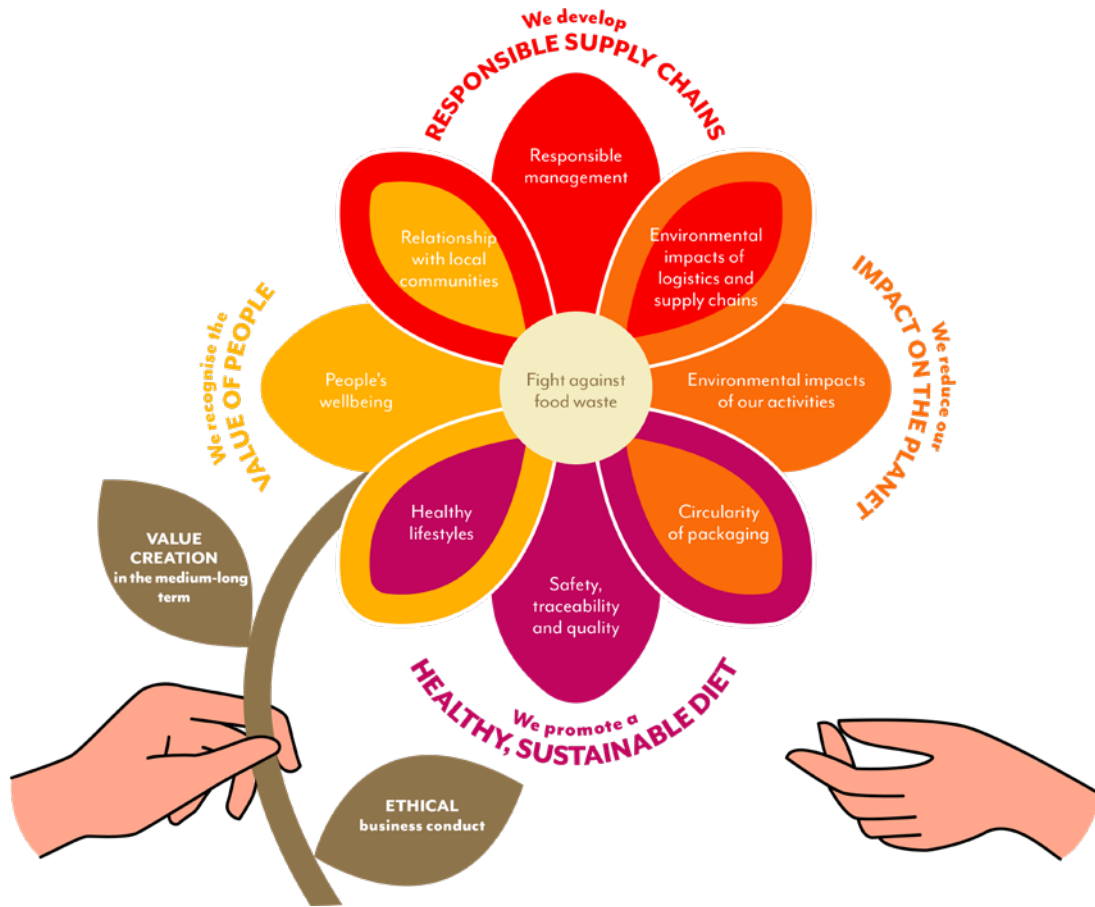 We develop
RESPONSIBLE SUPPLY CHAINS
Responsible
management
Relationship
with local
communities
Environmental
impacts of
logistics and
supply chains
We recognise the
VALUE OF PEOPLE
People's
wellbeing
Fight against
food waste
Environmental impacts
of our activities
We reduce our
IMPACT ON THE PLANET
Healthy
lifestyles
Circularity
of packaging
Safety,
traceability
and quality
We promote a
HEALTHY, SUSTAINABLE DIET
VALUE
CREATION
in the medium-long
term
ETHICAL
business conduct